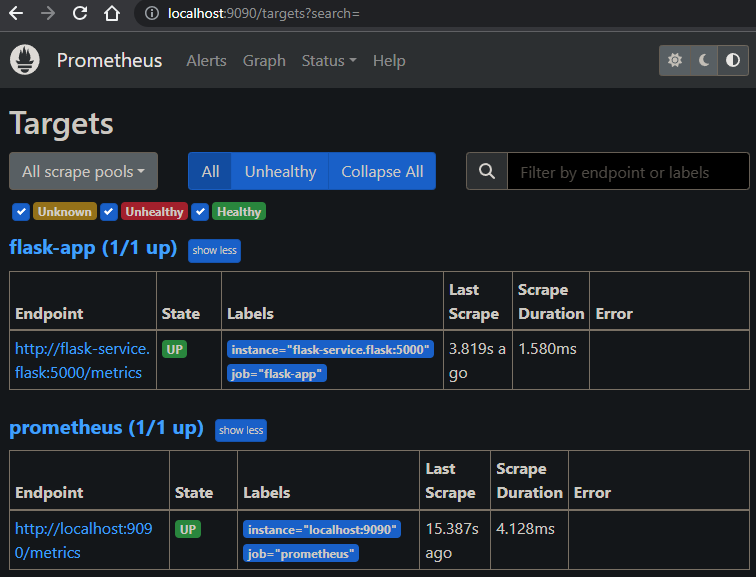 localhost:9090/targets?search=
Prometheus Alerts Graph Status Help
Targets
All scrape pools All Unhealthy Collapse All Filter by endpoint or labels
Unknown Unhealthy Healthy
flask-app (1/1 up) show less
Last Scrape
Endpoint State Labels Scrape Duration Error
http://flask-service. UP instance="flask-service.flask:5000" 3.819s a 1.580ms
flask:5000/metrics job="flask-app" go
prometheus (1/1 up) show less
Last Scrape
Endpoint State Labels Scrape Duration Error
http://localhost:909 UP instance="localhost:9090" 15.387s 4.128ms
0/metrics job="prometheus" ago